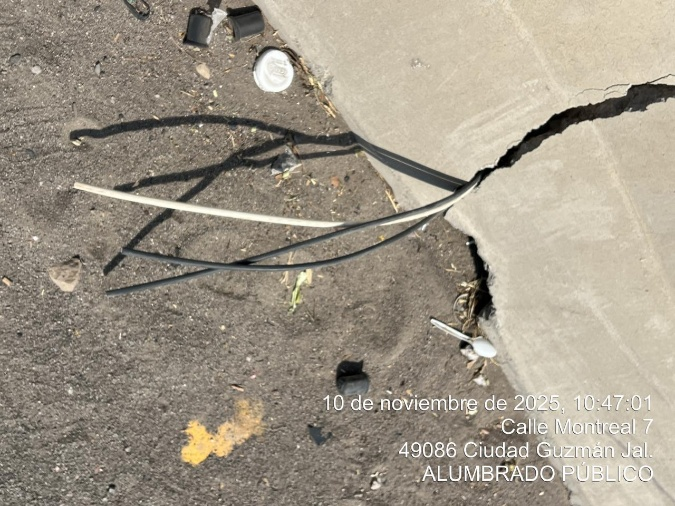 10 de noviembre de 2025, 10:47:01
Calle Montreal 7
49086 Ciudad Guzmán Jal.
ALUMBRADO PÚBLICO